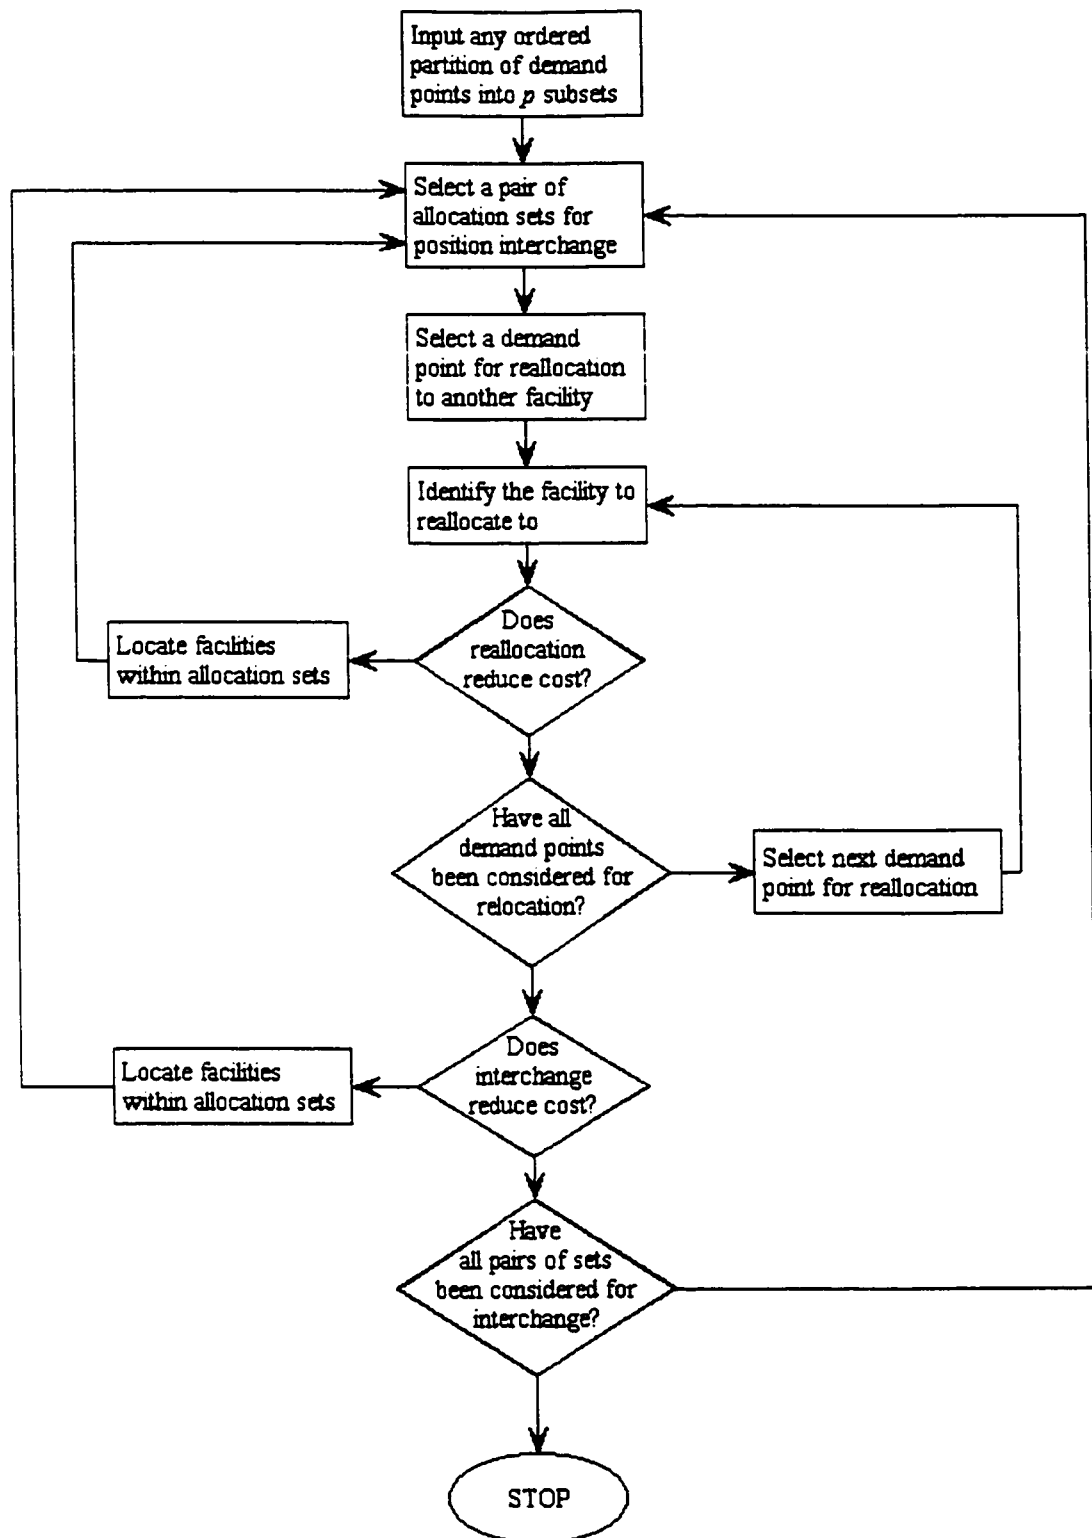 Input any ordered
partition of demand
points into p subsets
Select a pair of
allocation sets for
position interchange
Select a demand
point for reallocation
to another facility
Identify the facility to
reallocate to
Does
reallocation
reduce cost?
Locate facilities
within allocation sets
Have all
demand points
been considered for
relocation?
Select next demand
point for reallocation
Does
interchange
reduce cost?
Locate facilities
within allocation sets
Have
all pairs of sets
been considered for
interchange?
STOP